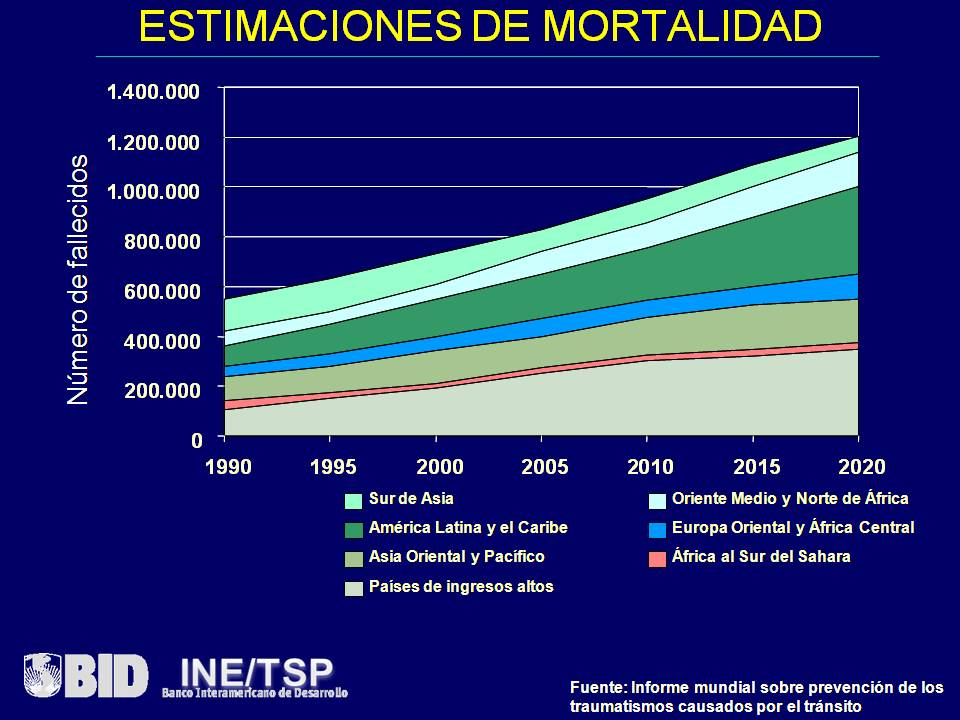 ESTIMACIONES DE MORTALIDAD
Número de fallecidos
1.400.000
1.200.000
1.000.000
800.000
600.000
400.000
200.000
0
1990 1995 2000 2005 2010 2015 2020
Sur de Asia Oriente Medio y Norte de África
América Latina y el Caribe Europa Oriental y África Central
Asia Oriental y Pacífico África al Sur del Sahara
Países de ingresos altos
BID INE/TSP
Banco Interamericano de Desarrollo
Fuente: Informe mundial sobre prevención de los
traumatismos causados por el tránsito